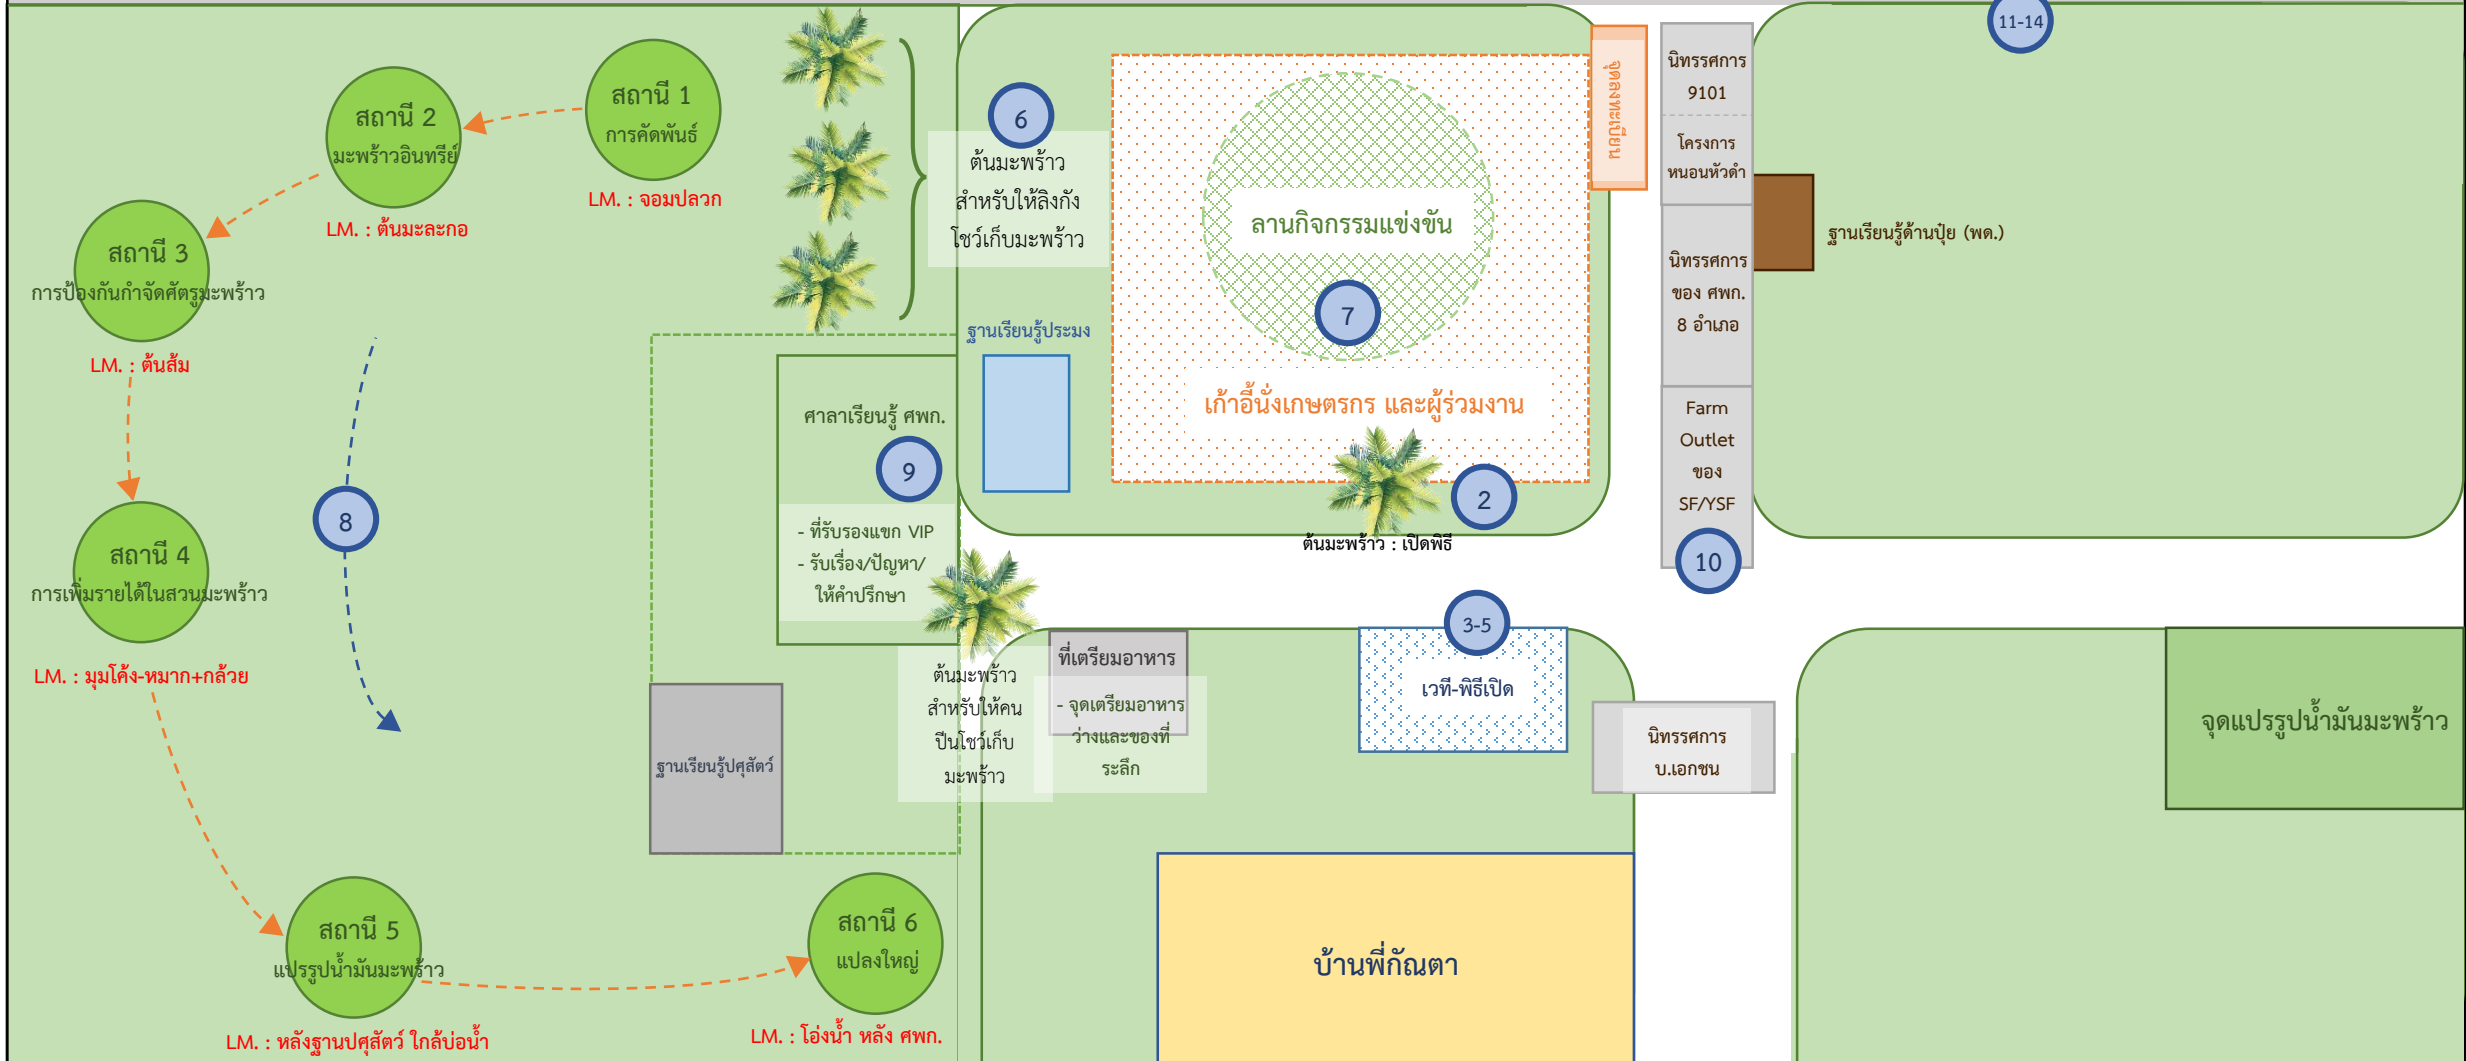 11-14
สถานี 1
การคัดพันธ์
LM. : จอมปลวก
สถานี 2
มะพร้าวอินทรีย์
LM. : ต้นมะละกอ
สถานี 3
การป้องกันกำจัดศัตรูมะพร้าว
LM. : ต้นส้ม
สถานี 4
การเพิ่มรายได้ในสวนมะพร้าว
LM. : มุมโค้ง-หมาก+กล้วย
สถานี 5
แปรรูปน้ำมันมะพร้าว
LM. : หลังฐานปศุสัตว์ ใกล้บ่อน้ำ
สถานี 6
แปลงใหญ่
LM. : โอ่งน้ำ หลัง ศพก.
8
6
ต้นมะพร้าว
สำหรับให้ลิงกัง
โชว์เก็บมะพร้าว
ฐานเรียนรู้ประมง
ศาลาเรียนรู้ ศพก.
9
- ที่รับรองแขก VIP
- รับเรื่อง/ปัญหา/
ให้คำปรึกษา
ฐานเรียนรู้ปศุสัตว์
ต้นมะพร้าว
สำหรับให้คน
ปีนโชว์เก็บ
มะพร้าว
ที่เตรียมอาหาร
- จุดเตรียมอาหาร
ว่างและของที่
ระลึก
ลานกิจกรรมแข่งขัน
7
เก้าอี้นั่งเกษตรกร และผู้ร่วมงาน
2
ต้นมะพร้าว : เปิดพิธี
จุดลงทะเบียน
3-5
เวที-พิธีเปิด
นิทรรศการ
9101
โครงการ
หนอนหัวดำ
นิทรรศการ
ของ ศพก.
8 อำเภอ
Farm
Outlet
ของ
SF/YSF
10
ฐานเรียนรู้ด้านปุ๋ย (พด.)
นิทรรศการ
บ.เอกชน
จุดแปรรูปน้ำมันมะพร้าว
บ้านพี่กัณตา